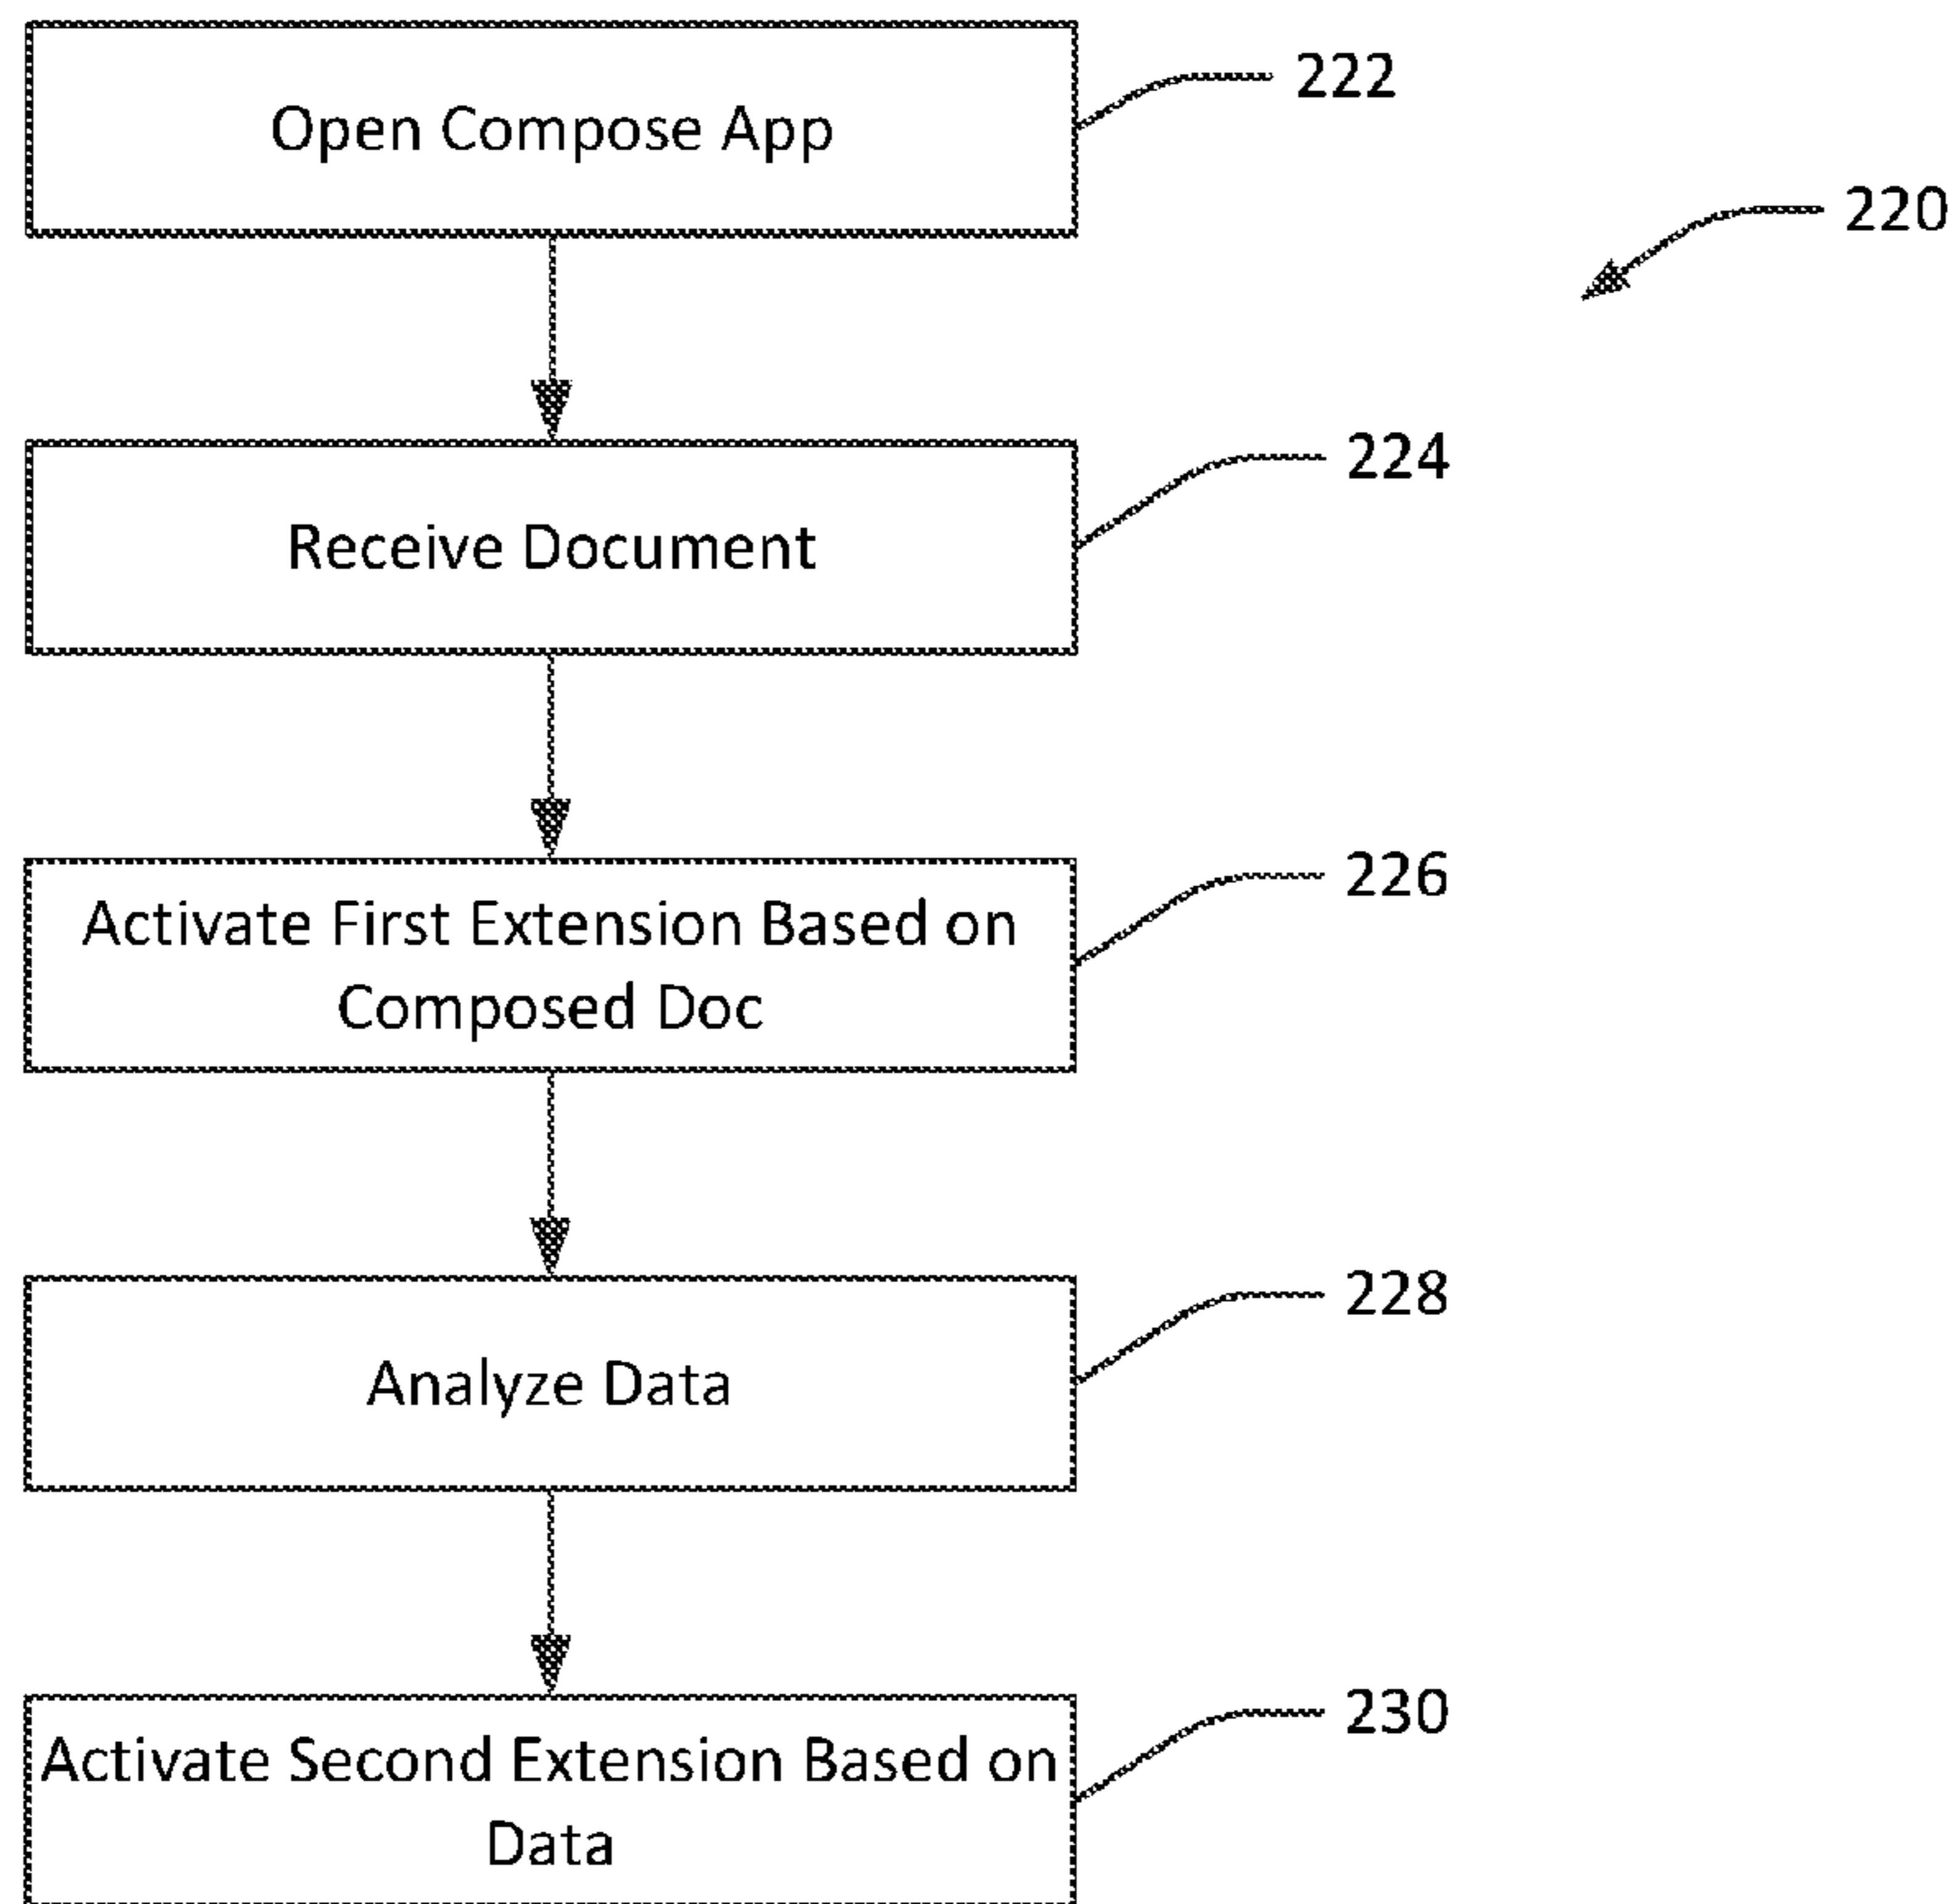 Open Compose App
222
220
Receive Document
224
Activate First Extension Based on
Composed Doc
226
Analyze Data
228
Activate Second Extension Based on
Data
230